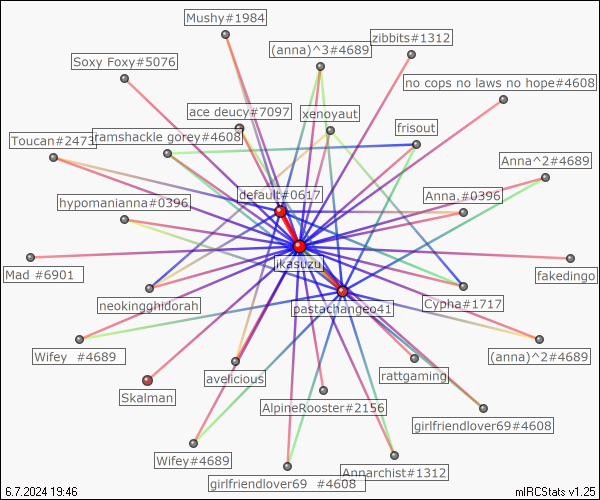 Mushy#1984
(anna)^3#4689
zibbits#1312
Soxy Foxy#5076
no cops no laws no hope#4608
ace deucy#7097
xenoyaut
frisout
Toucan#2473
ramshackle gorey#4608
Anna^2#4689
default#0617
Anna.#0396
hypomanianna#0396
jkasuzu
Mad #6901
fakedingo
neokingghidorah
Cypha#1717
pastachangeo41
Wifey  #4689
(anna)^2#4689
avelicious
rattgaming
Skalman
AlpineRooster#2156
girlfriendlover69#4608
Wifey#4689
Annarchist#1312
girlfriendlover69  #4608
6.7.2024 19:46
mIRCStats v1.25